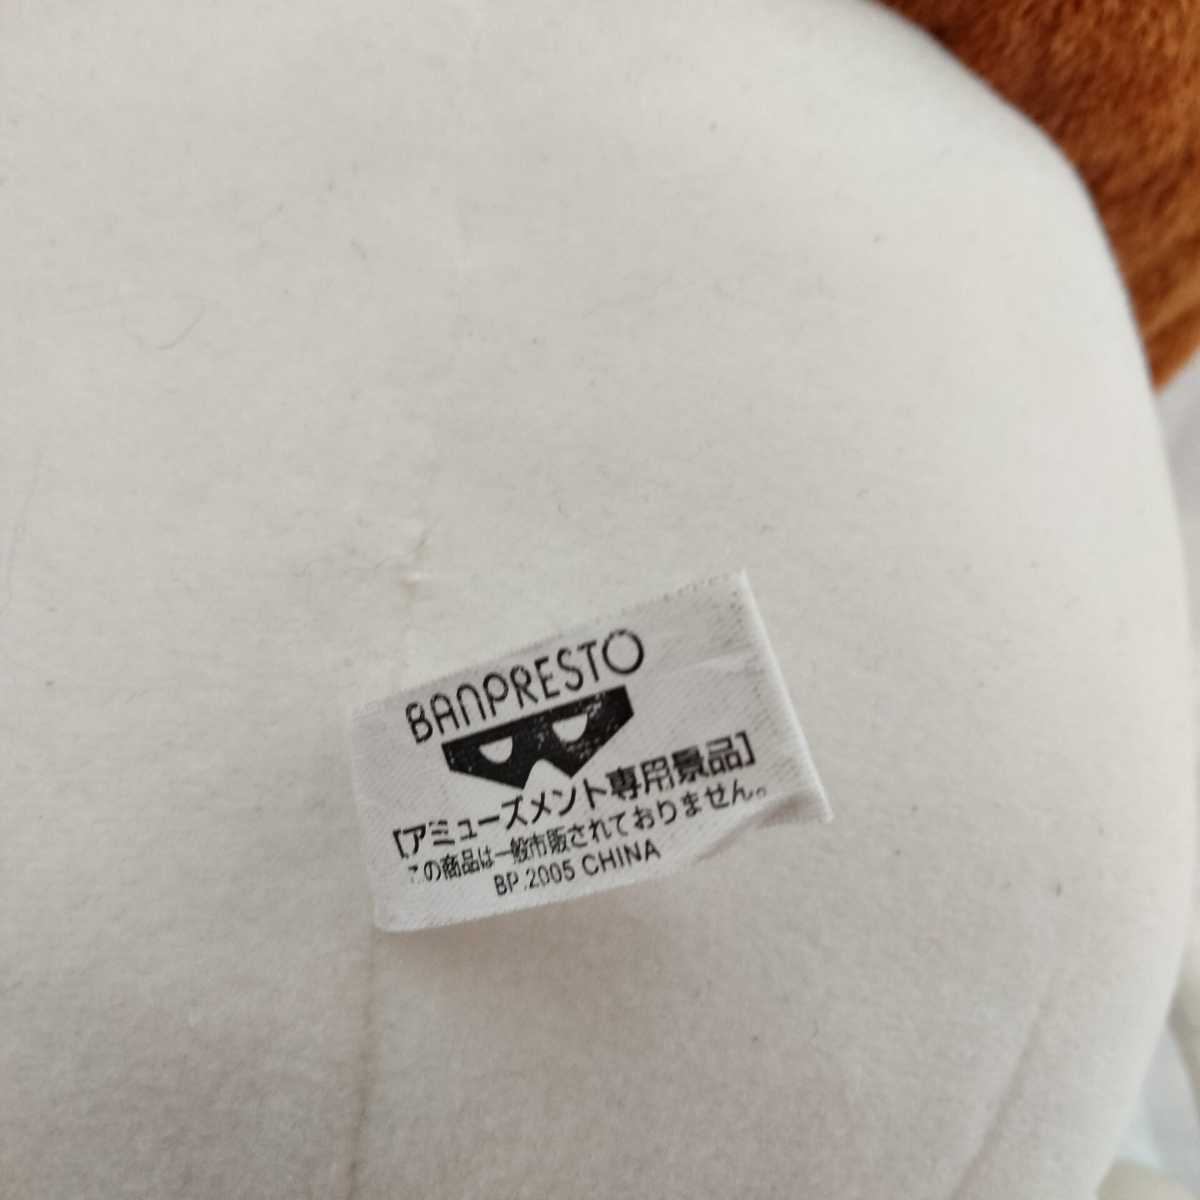 BANPRESTO
[アミューズメント専用景品]
この商品は一般市販されておりません。
BP.2005 CHINA